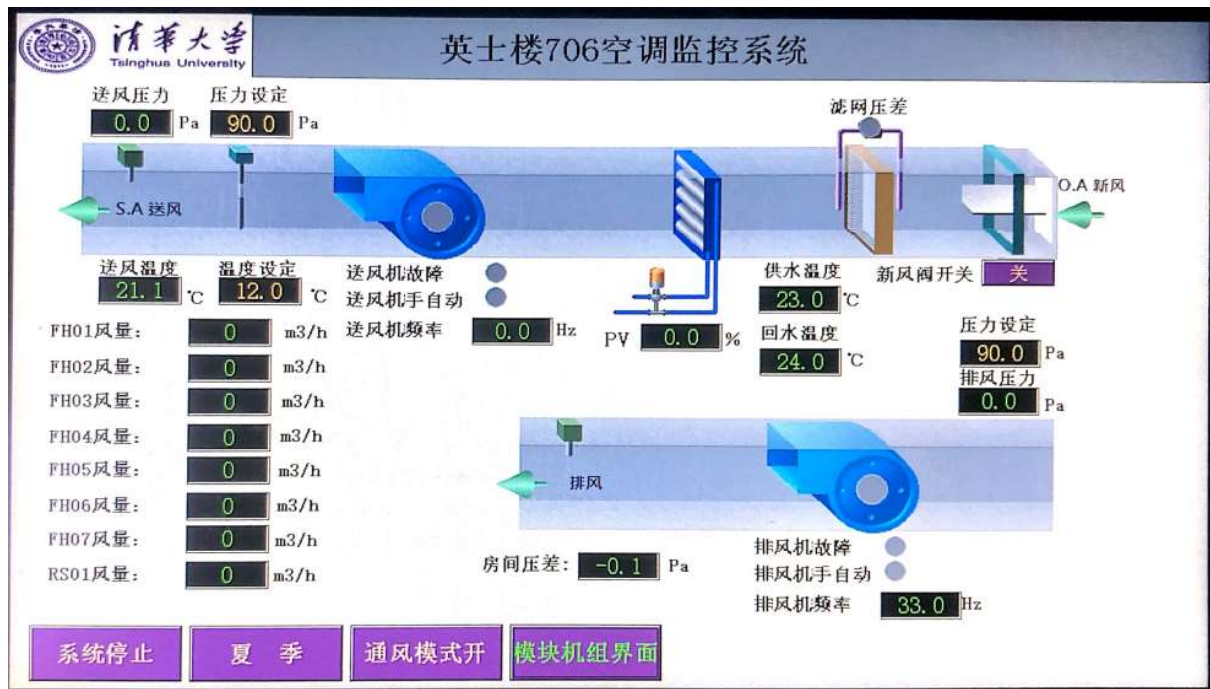 清華大学
Tsinghua University
英士楼706空调监控系统
送风压力 压力设定
0.0 Pa 90.0 Pa
滤网压差
S.A 送风
O.A 新风
送风温度 温度设定
21.1 ℃ 12.0 ℃
送风机故障
送风机手自动
送风机频率 0.0 Hz
PV 0.0 %
供水温度
23.0 ℃
回水温度
24.0 ℃
新风阀开关 关
压力设定
90.0 Pa
排风压力
0.0 Pa
FH01风量: 0 m3/h
FH02风量: 0 m3/h
FH03风量: 0 m3/h
FH04风量: 0 m3/h
FH05风量: 0 m3/h
FH06风量: 0 m3/h
FH07风量: 0 m3/h
RS01风量: 0 m3/h
排风
房间压差: -0.1 Pa
排风机故障
排风机手自动
排风机频率 33.0 Hz
系统停止 夏 季 通风模式开 模块机组界面